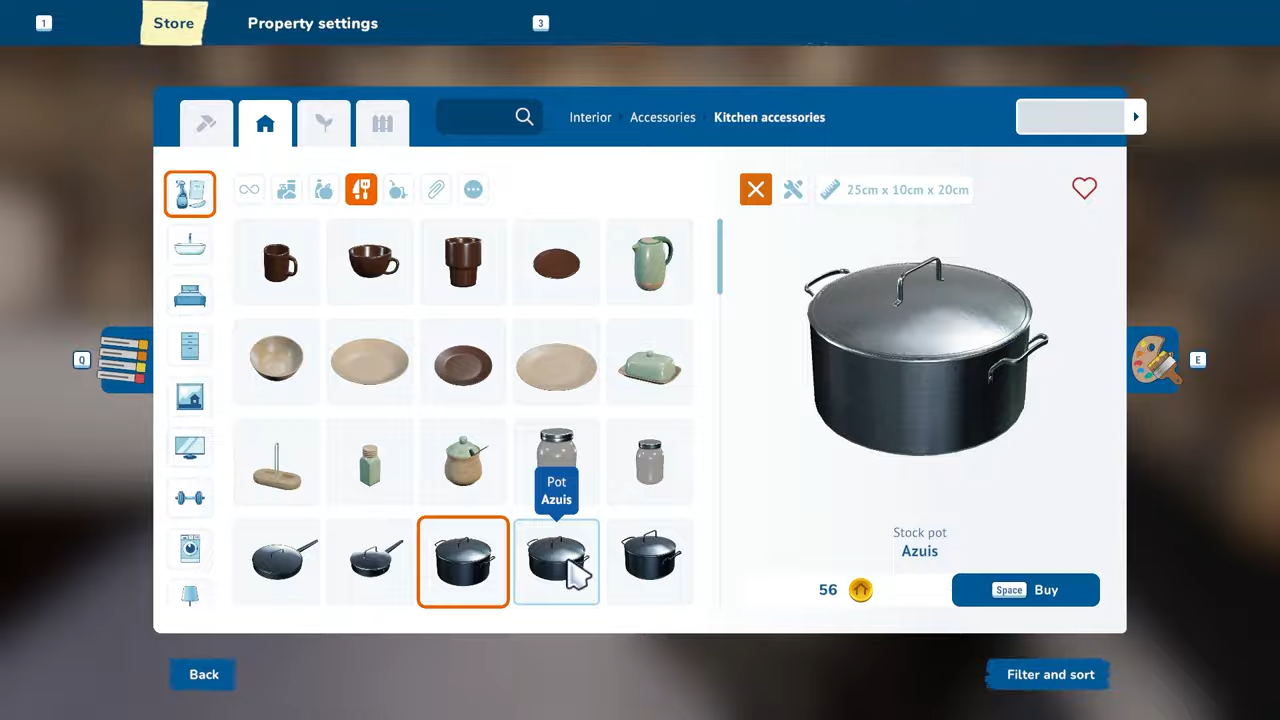 1
Store
Property settings
3
Interior
Accessories
Kitchen accessories
25cm x 10cm x 20cm
Q
E
Pot
Azuis
Stock pot
Azuis
56
Space
Buy
Back
Filter and sort